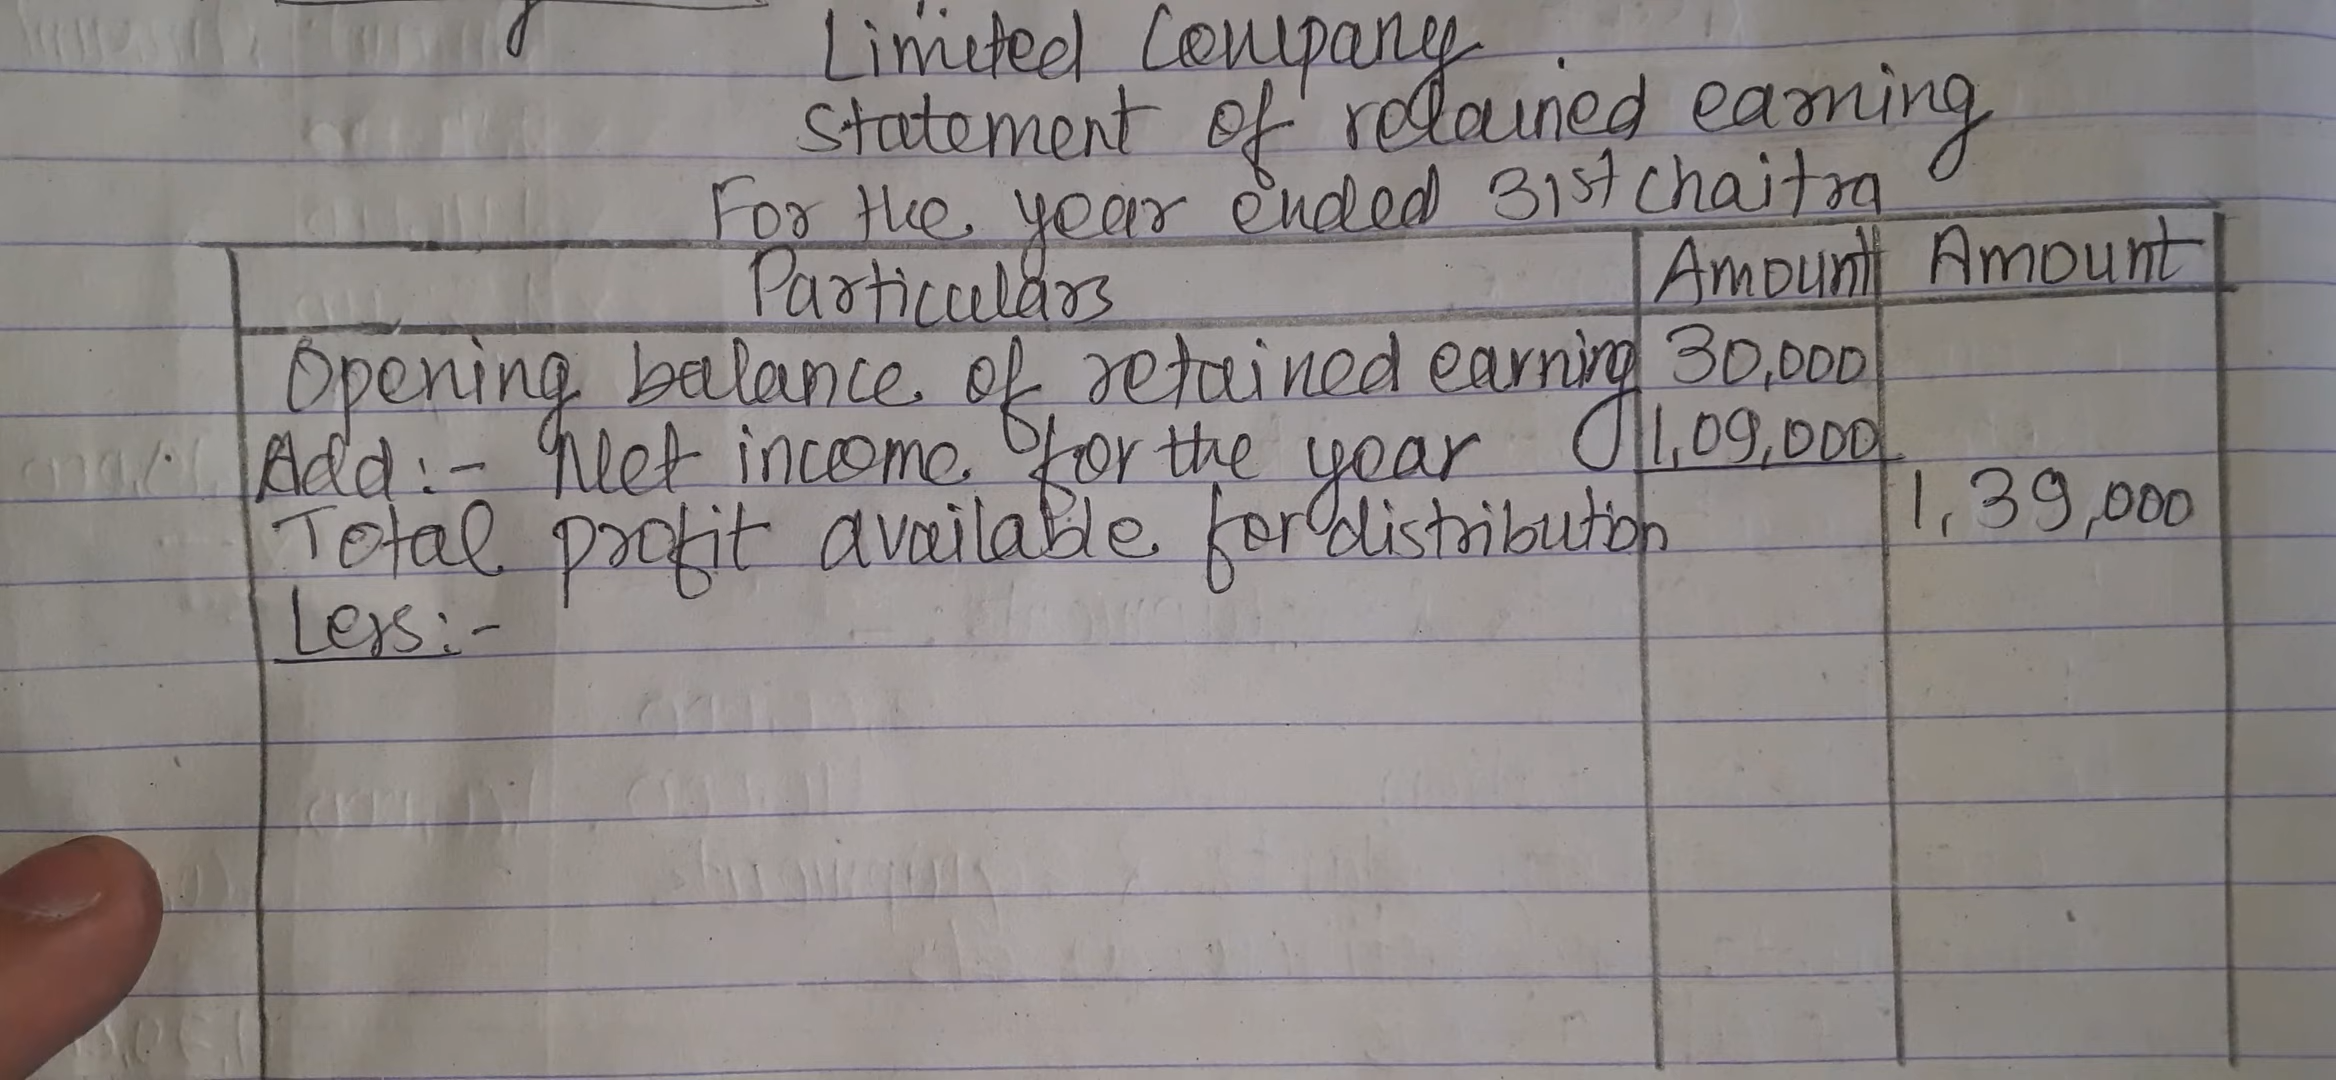 Limited Company
Statement of retained earning
For the year ended 31st chaitra
Particulars Amount Amount
Opening balance of retained earning 30,000
Add:- Net income for the year 1,09,000
Total profit available for distribution 1,39,000
Less:-